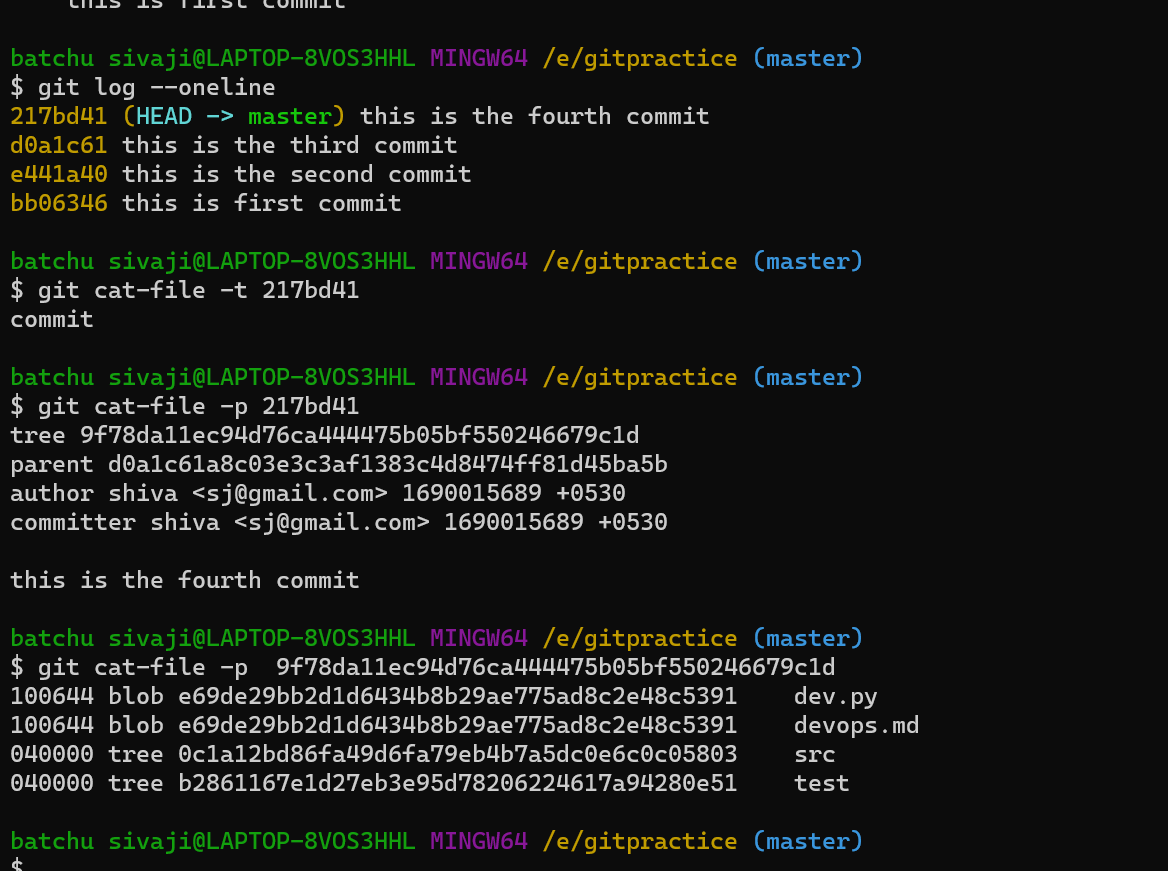 this is first commit

batchu sivaji@LAPTOP-8VOS3HHL MINGW64 /e/gitpractice (master)
$ git log --oneline
217bd41 (HEAD -> master) this is the fourth commit
d0a1c61 this is the third commit
e441a40 this is the second commit
bb06346 this is first commit

batchu sivaji@LAPTOP-8VOS3HHL MINGW64 /e/gitpractice (master)
$ git cat-file -t 217bd41
commit

batchu sivaji@LAPTOP-8VOS3HHL MINGW64 /e/gitpractice (master)
$ git cat-file -p 217bd41
tree 9f78da11ec94d76ca444475b05bf550246679c1d
parent d0a1c61a8c03e3c3af1383c4d8474ff81d45ba5b
author shiva <sj@gmail.com> 1690015689 +0530
committer shiva <sj@gmail.com> 1690015689 +0530

this is the fourth commit

batchu sivaji@LAPTOP-8VOS3HHL MINGW64 /e/gitpractice (master)
$ git cat-file -p  9f78da11ec94d76ca444475b05bf550246679c1d
100644 blob e69de29bb2d1d6434b8b29ae775ad8c2e48c5391    dev.py
100644 blob e69de29bb2d1d6434b8b29ae775ad8c2e48c5391    devops.md
040000 tree 0c1a12bd86fa49d6fa79eb4b7a5dc0e6c0c05803    src
040000 tree b2861167e1d27eb3e95d78206224617a94280e51    test

batchu sivaji@LAPTOP-8VOS3HHL MINGW64 /e/gitpractice (master)
$